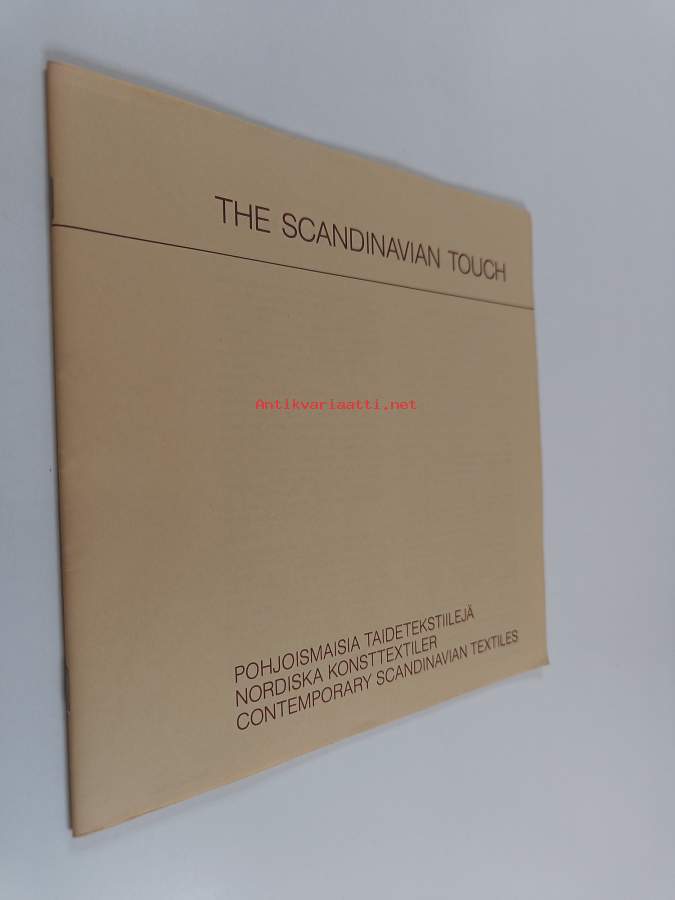 THE SCANDINAVIAN TOUCH
Antikvariaatti.net
POHJOISMAISIA TAIDETEKSTIILEJÄ
NORDISKA KONSTTEXTILER
CONTEMPORARY SCANDINAVIAN TEXTILES